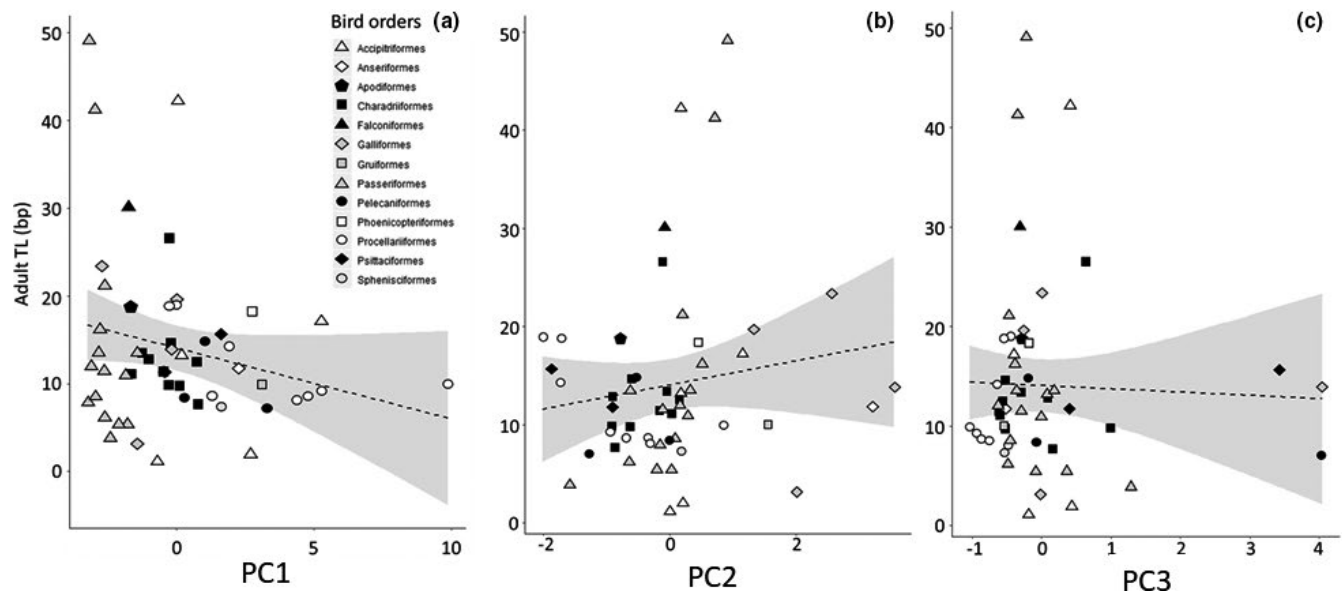 Bird orders (a)
Accipitriformes
Anseriformes
Apodiformes
Charadriiformes
Falconiformes
Galliformes
Gruiformes
Passeriformes
Pelecaniformes
Phoenicopteriformes
Procellariiformes
Psittaciformes
Sphenisciformes
Adult TL (bp)
50
40
30
20
10
0
0 5 10
PC1
(b)
50
40
30
20
10
0
-2 0 2
PC2
(c)
50
40
30
20
10
0
-1 0 1 2 3 4
PC3